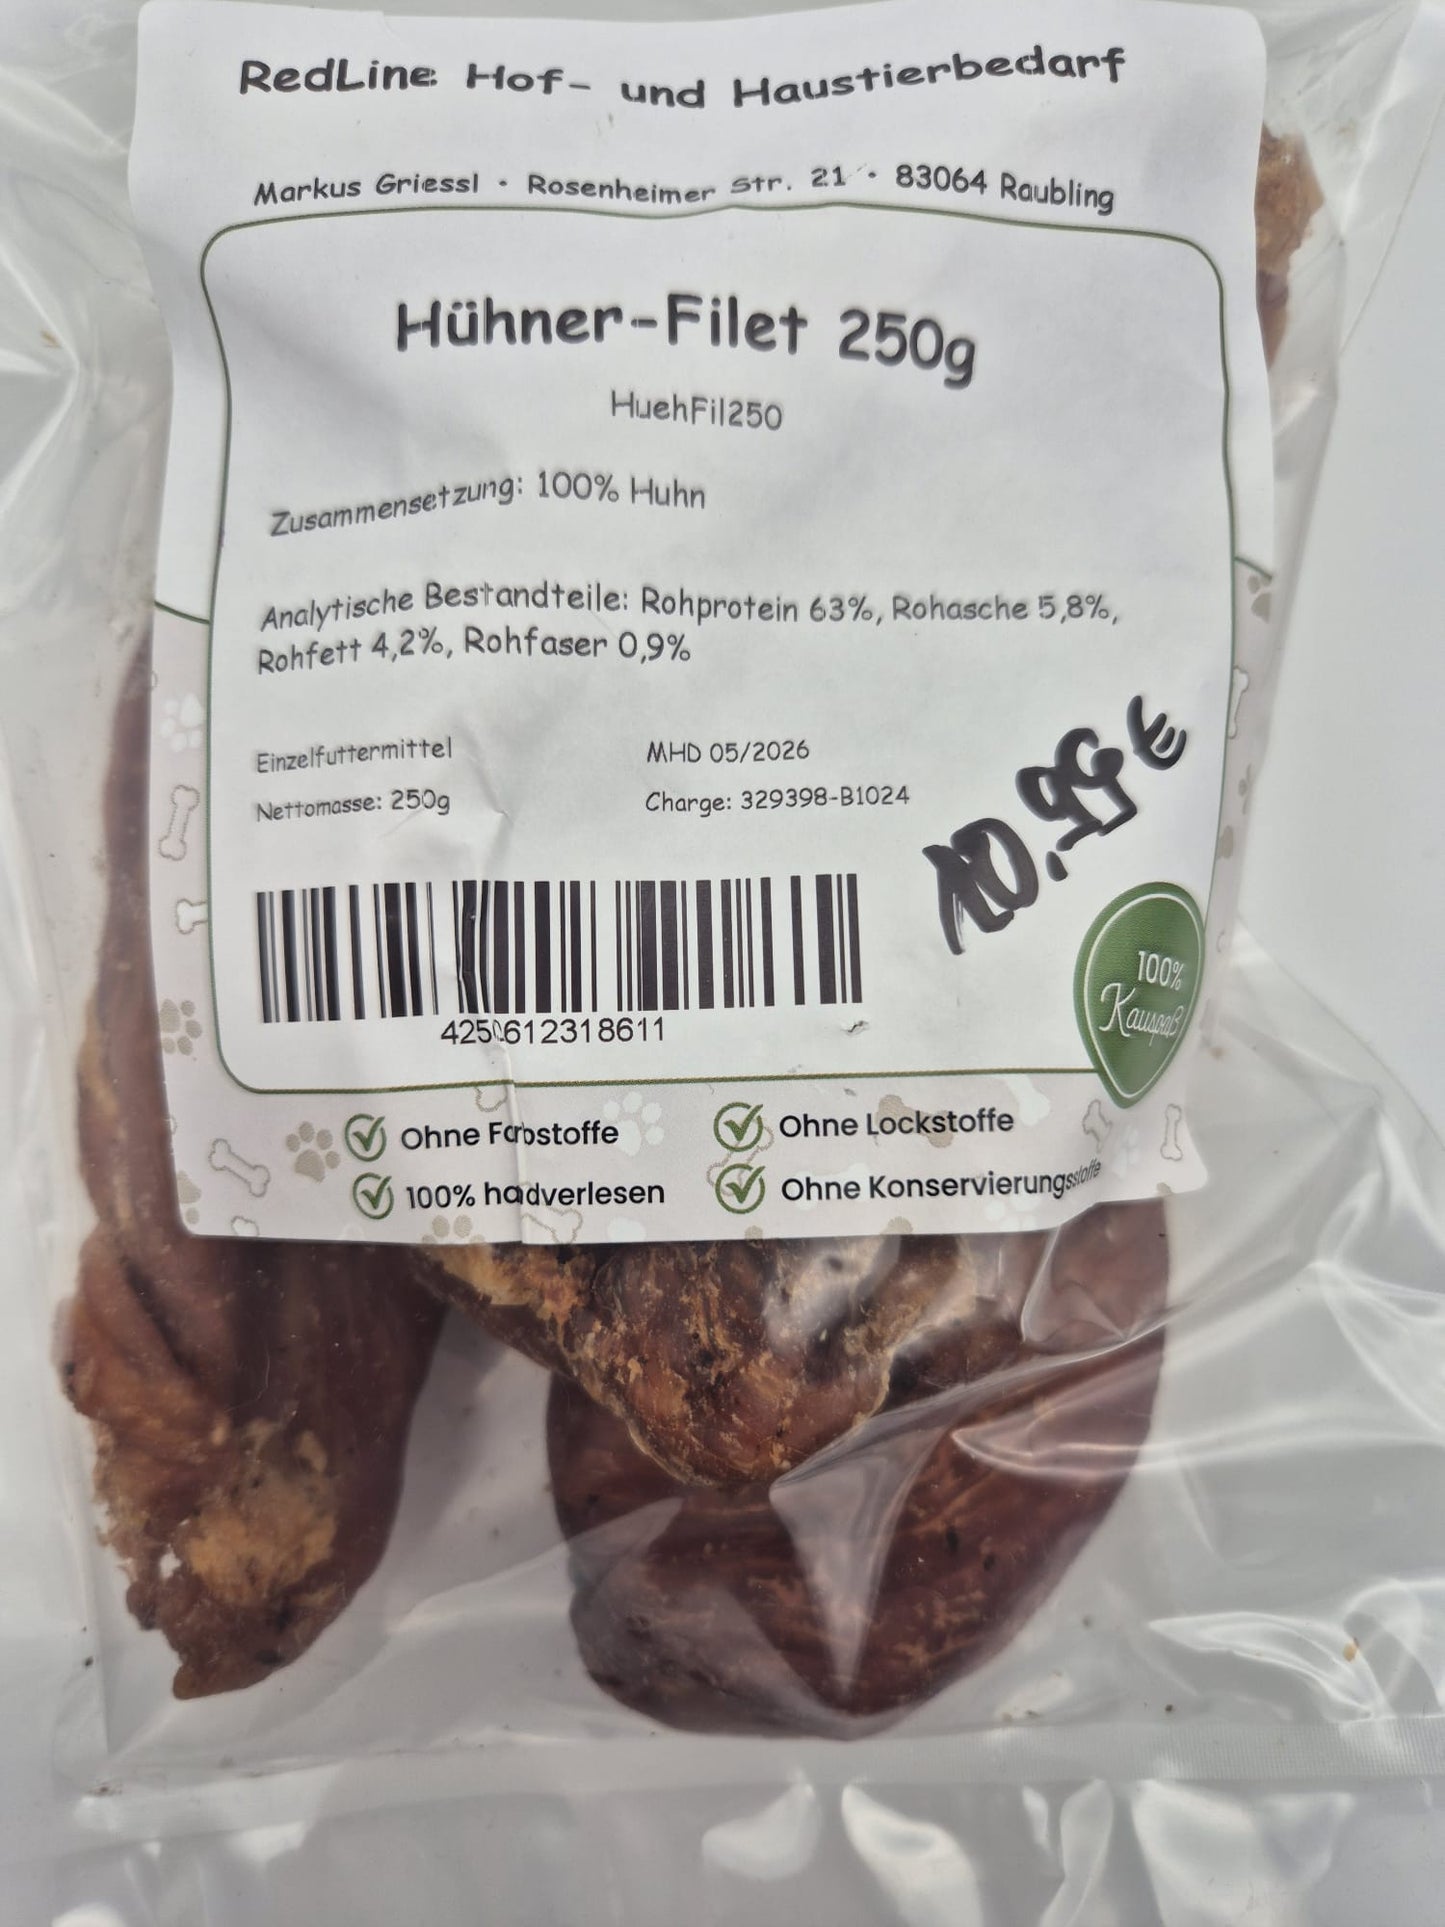 RedLine Hof- und Haustierbedarf
Markus Griessl · Rosenheimer Str. 21 · 83064 Raubling
Hühner-Filet 250g
HuehFil250
Zusammensetzung: 100% Huhn
Analytische Bestandteile: Rohprotein 63%, Rohasche 5,8%,
Rohfett 4,2%, Rohfaser 0,9%
Einzelfuttermittel
MHD 05/2026
Nettomasse: 250g
Charge: 329398-B1024
10.99€
4250612318611
100%
Kauspaß
Ohne Farbstoffe
Ohne Lockstoffe
100% handverlesen
Ohne Konservierungsstoffe